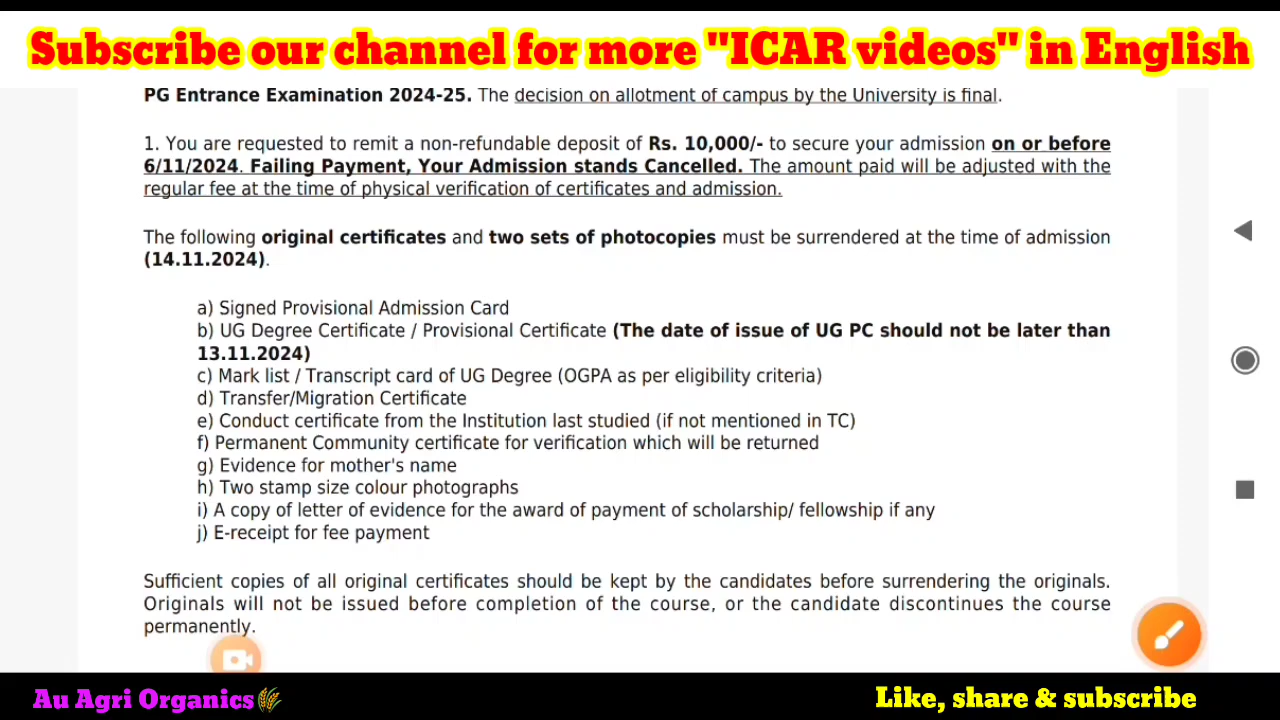 Subscribe our channel for more "ICAR videos" in English
PG Entrance Examination 2024-25. The decision on allotment of campus by the University is final.
1. You are requested to remit a non-refundable deposit of Rs. 10,000/- to secure your admission on or before
6/11/2024. Failing Payment, Your Admission stands Cancelled. The amount paid will be adjusted with the
regular fee at the time of physical verification of certificates and admission.
The following original certificates and two sets of photocopies must be surrendered at the time of admission
(14.11.2024).
a) Signed Provisional Admission Card
b) UG Degree Certificate / Provisional Certificate (The date of issue of UG PC should not be later than
13.11.2024)
c) Mark list / Transcript card of UG Degree (OGPA as per eligibility criteria)
d) Transfer/Migration Certificate
e) Conduct certificate from the Institution last studied (if not mentioned in TC)
f) Permanent Community certificate for verification which will be returned
g) Evidence for mother's name
h) Two stamp size colour photographs
i) A copy of letter of evidence for the award of payment of scholarship/ fellowship if any
j) E-receipt for fee payment
Sufficient copies of all original certificates should be kept by the candidates before surrendering the originals.
Originals will not be issued before completion of the course, or the candidate discontinues the course
permanently.
Au Agri Organics
Like, share & subscribe